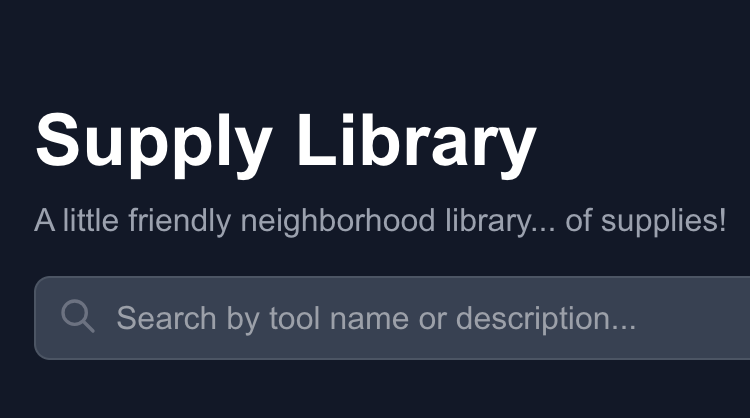 Supply Library
A little friendly neighborhood library... of supplies!
Search by tool name or description...